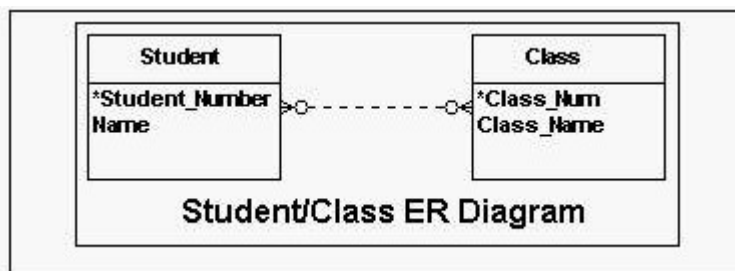 Student
*Student_Number
Name
Class
*Class_Num
Class_Name
Student/Class ER Diagram